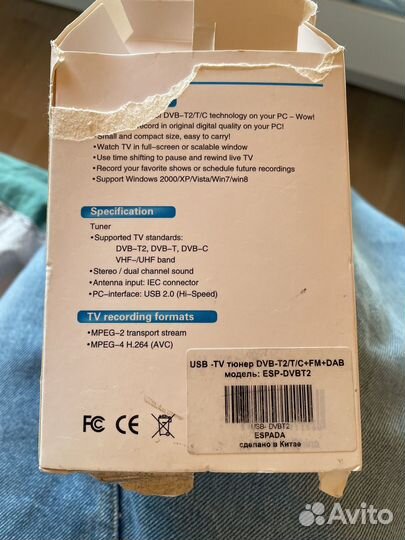 DVB-T2/T/C technology on your PC - Wow!
record in original digital quality on your PC!
Small and compact size, easy to carry!
•Watch TV in full-screen or scalable window
•Use time shifting to pause and rewind live TV
•Record your favorite shows or schedule future recordings
•Support Windows 2000/XP/Vista/Win7/win8
Specification
Tuner
•Supported TV standards:
DVB-T2, DVB-T, DVB-C
VHF-/UHF band
•Stereo / dual channel sound
•Antenna input: IEC connector
•PC-interface: USB 2.0 (Hi-Speed)
TV recording formats
•MPEG-2 transport stream
•MPEG-4 H.264 (AVC)
USB -TV тюнер DVB-T2/T/C+FM+DAB
модель: ESP-DVBT2
USB- DVBT2
ESPADA
сделано в Китае
FC CE
Avito